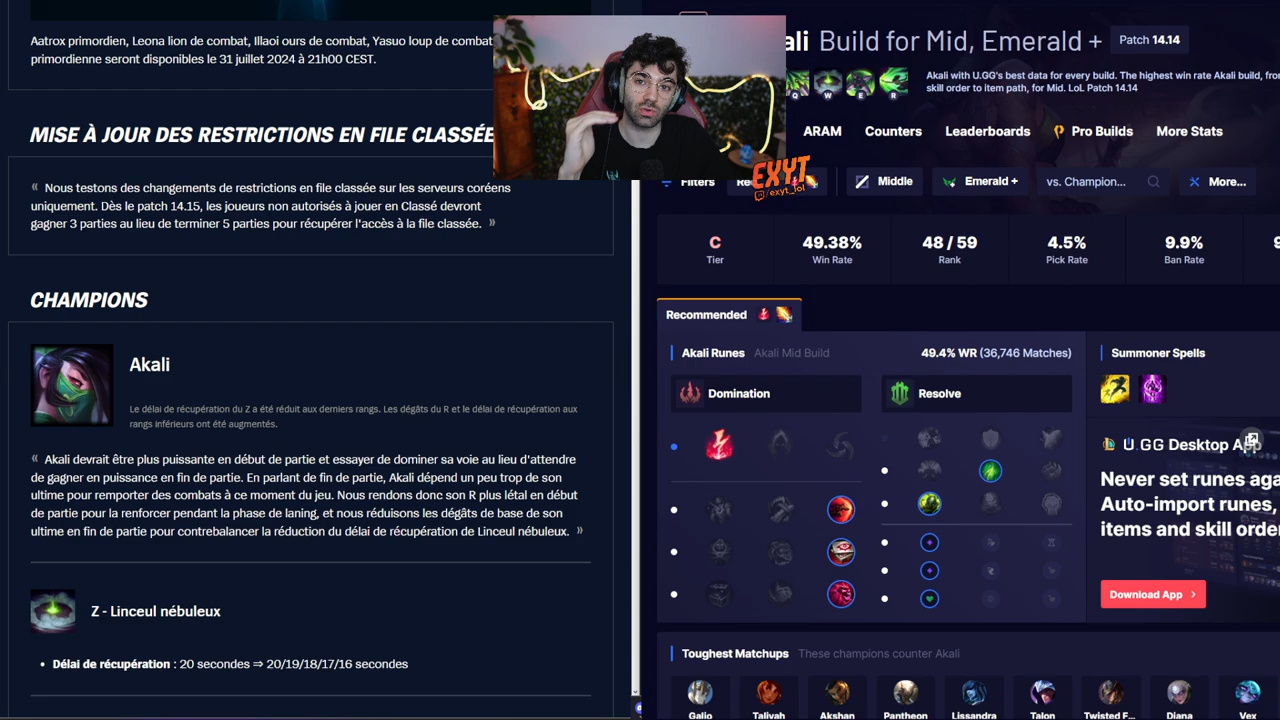 Aatrox primordien, Leona lion de combat, Illaoi ours de combat, Yasuo loup de combat
primordienne seront disponibles le 31 juillet 2024 à 21h00 CEST.
MISE À JOUR DES RESTRICTIONS EN FILE CLASSÉE
« Nous testons des changements de restrictions en file classée sur les serveurs coréens
uniquement. Dès le patch 14.15, les joueurs non autorisés à jouer en Classé devront
gagner 3 parties au lieu de terminer 5 parties pour récupérer l'accès à la file classée. »
CHAMPIONS
Akali
Le délai de récupération du Z a été réduit aux derniers rangs. Les dégâts du R et le délai de récupération aux
rangs inférieurs ont été augmentés.
« Akali devrait être plus puissante en début de partie et essayer de dominer sa voie au lieu d'attendre
de gagner en puissance en fin de partie. En parlant de fin de partie, Akali dépend un peu trop de son
ultime pour remporter des combats à ce moment du jeu. Nous rendons donc son R plus létal en début
de partie pour la renforcer pendant la phase de laning, et nous réduisons les dégâts de base de son
ultime en fin de partie pour contrebalancer la réduction du délai de récupération de Linceul nébuleux. »
Z - Linceul nébuleux
• Délai de récupération : 20 secondes ⇒ 20/19/18/17/16 secondes
EXYT
/exyt_lol
ali Build for Mid, Emerald + Patch 14.14
Q W E R
Akali with U.GG's best data for every build. The highest win rate Akali build, from
skill order to item path, for Mid. LoL Patch 14.14
ARAM Counters Leaderboards Pro Builds More Stats
Filters Middle Emerald + vs. Champion... More...
C 49.38% 48 / 59 4.5% 9.9%
Tier Win Rate Rank Pick Rate Ban Rate
Recommended
Akali Runes Akali Mid Build 49.4% WR (36,746 Matches)
Domination Resolve
Summoner Spells
U.GG Desktop App
Never set runes aga
Auto-import runes,
items and skill orde
Download App
Toughest Matchups These champions counter Akali
Galio Taliyah Akshan Pantheon Lissandra Talon Twisted F... Diana Vex